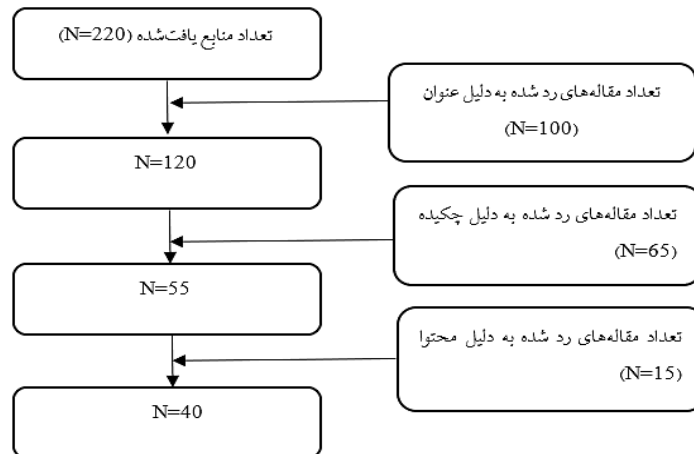 تعداد منابع یافت‌شده (N=220)
تعداد مقاله‌های رد شده به دلیل عنوان
(N=100)
N=120
تعداد مقاله‌های رد شده به دلیل چکیده
(N=65)
N=55
تعداد مقاله‌های رد شده به دلیل محتوا
(N=15)
N=40